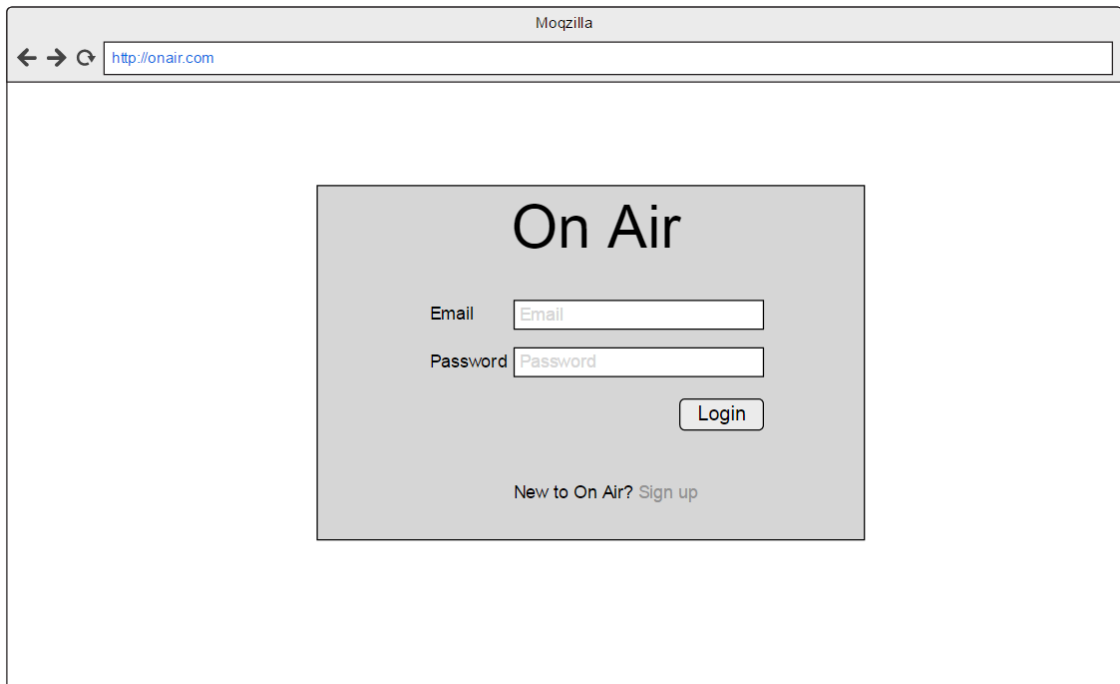 Moqzilla
http://onair.com
On Air
Email Email
Password Password
Login
New to On Air? Sign up